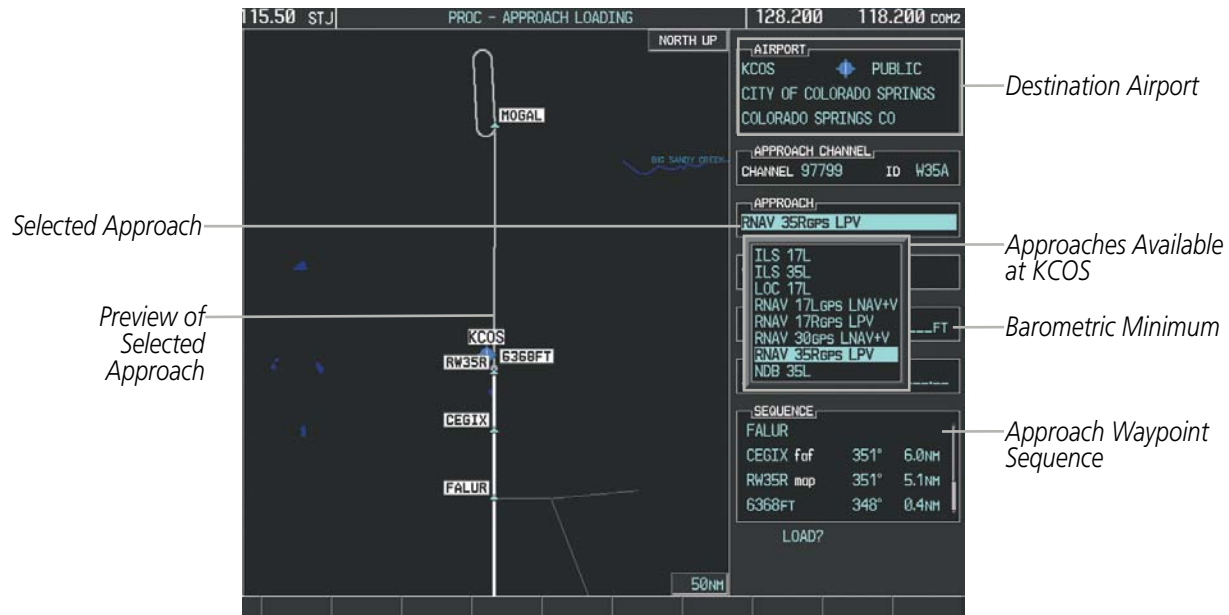 115.50 STJ PROC - APPROACH LOADING 128.200 118.200 COM2
NORTH UP
MOGAL
BIG SANDY CREEK
KCOS
RW35R 6368FT
CEGIX
FALUR
50NM
AIRPORT
KCOS PUBLIC
CITY OF COLORADO SPRINGS
COLORADO SPRINGS CO
APPROACH CHANNEL
CHANNEL 97799 ID W35A
APPROACH
RNAV 35RGPS LPV
ILS 17L
ILS 35L
LOC 17L
RNAV 17LGPS LNAV+V
RNAV 17RGPS LPV
RNAV 30GPS LNAV+V
RNAV 35RGPS LPV
NDB 35L
___FT
SEQUENCE
FALUR
CEGIX faf 351° 6.0NM
RW35R map 351° 5.1NM
6368FT 348° 0.4NM
LOAD?
Selected Approach
Preview of
Selected
Approach
Destination Airport
Approaches Available
at KCOS
Barometric Minimum
Approach Waypoint
Sequence